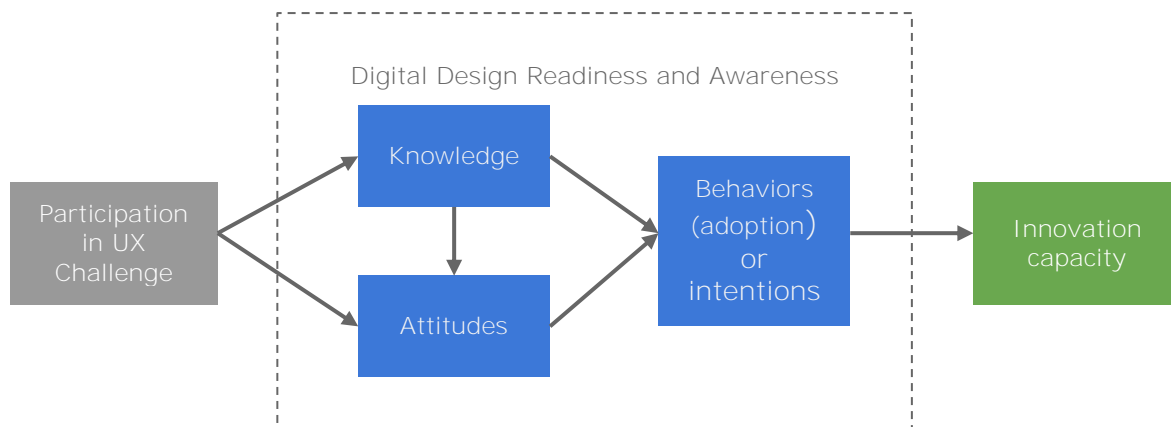 Digital Design Readiness and Awareness
Knowledge
Participation
in UX
Challenge
Attitudes
Behaviors
(adoption)
or
intentions
Innovation
capacity